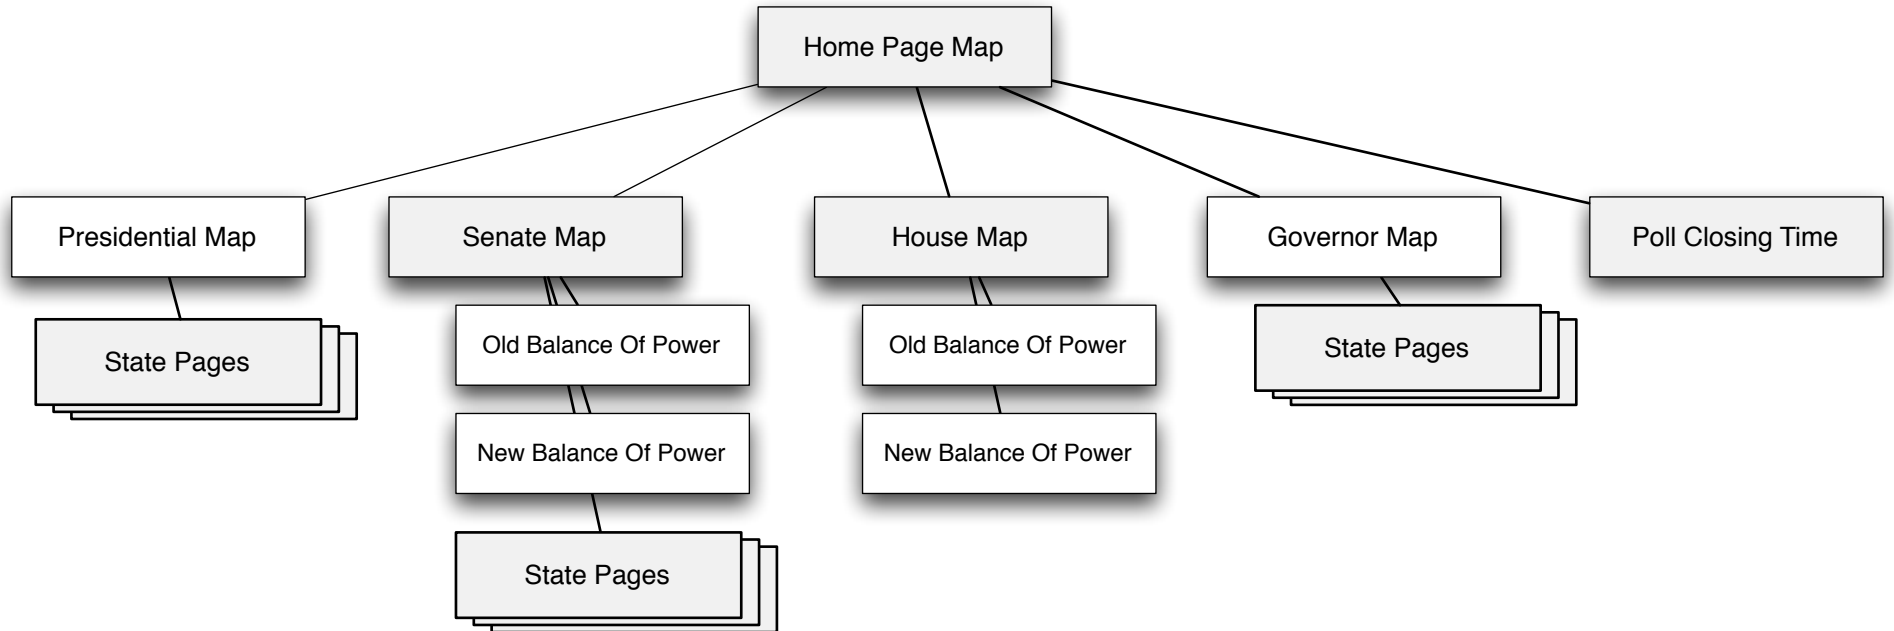 Home Page Map
Presidential Map
Senate Map
House Map
Governor Map
Poll Closing Time
State Pages
Old Balance Of Power
Old Balance Of Power
State Pages
New Balance Of Power
New Balance Of Power
State Pages